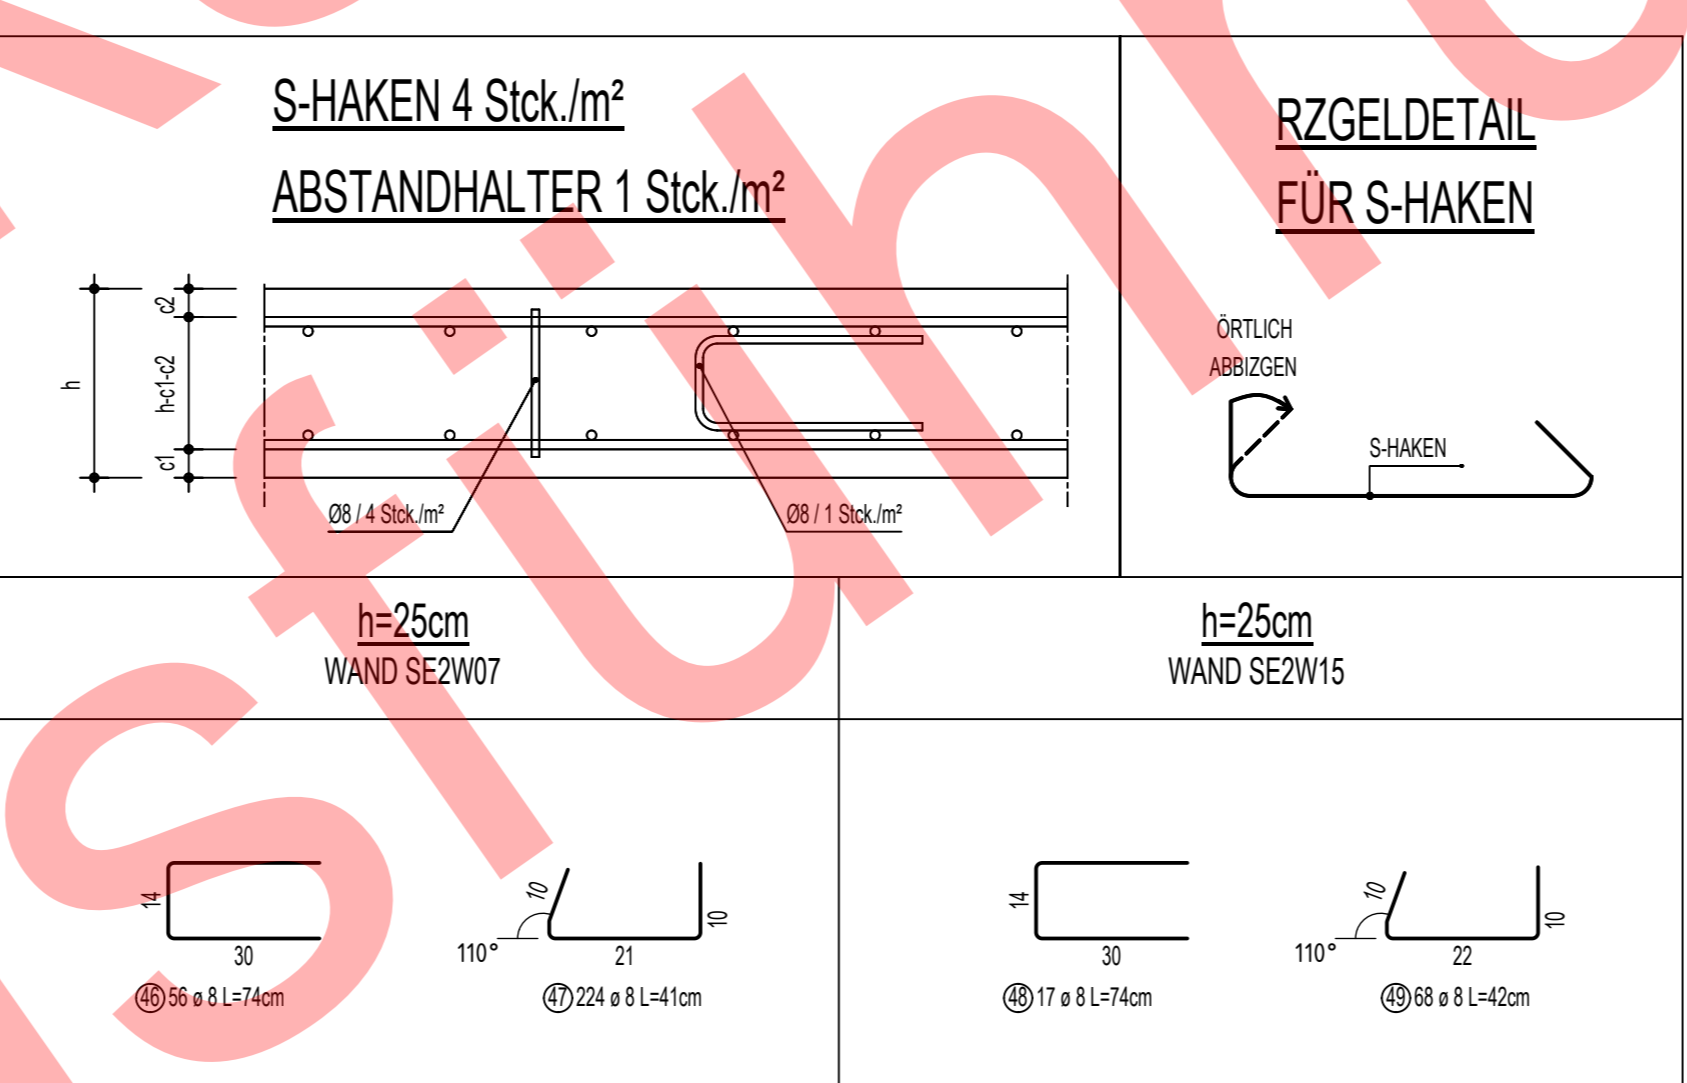 S-HAKEN 4 Stck./m²
ABSTANDHALTER 1 Stck./m²
RZGELDETAIL
FÜR S-HAKEN
h
c2
h-c1-c2
c1
Ø8 / 4 Stck./m²
Ø8 / 1 Stck./m²
ÖRTLICH
ABBIZGEN
S-HAKEN
h=25cm
WAND SE2W07
h=25cm
WAND SE2W15
14
30
46 56 ø 8 L=74cm
10
110°
21
10
47 224 ø 8 L=41cm
14
30
48 17 ø 8 L=74cm
10
110°
22
10
49 68 ø 8 L=42cm